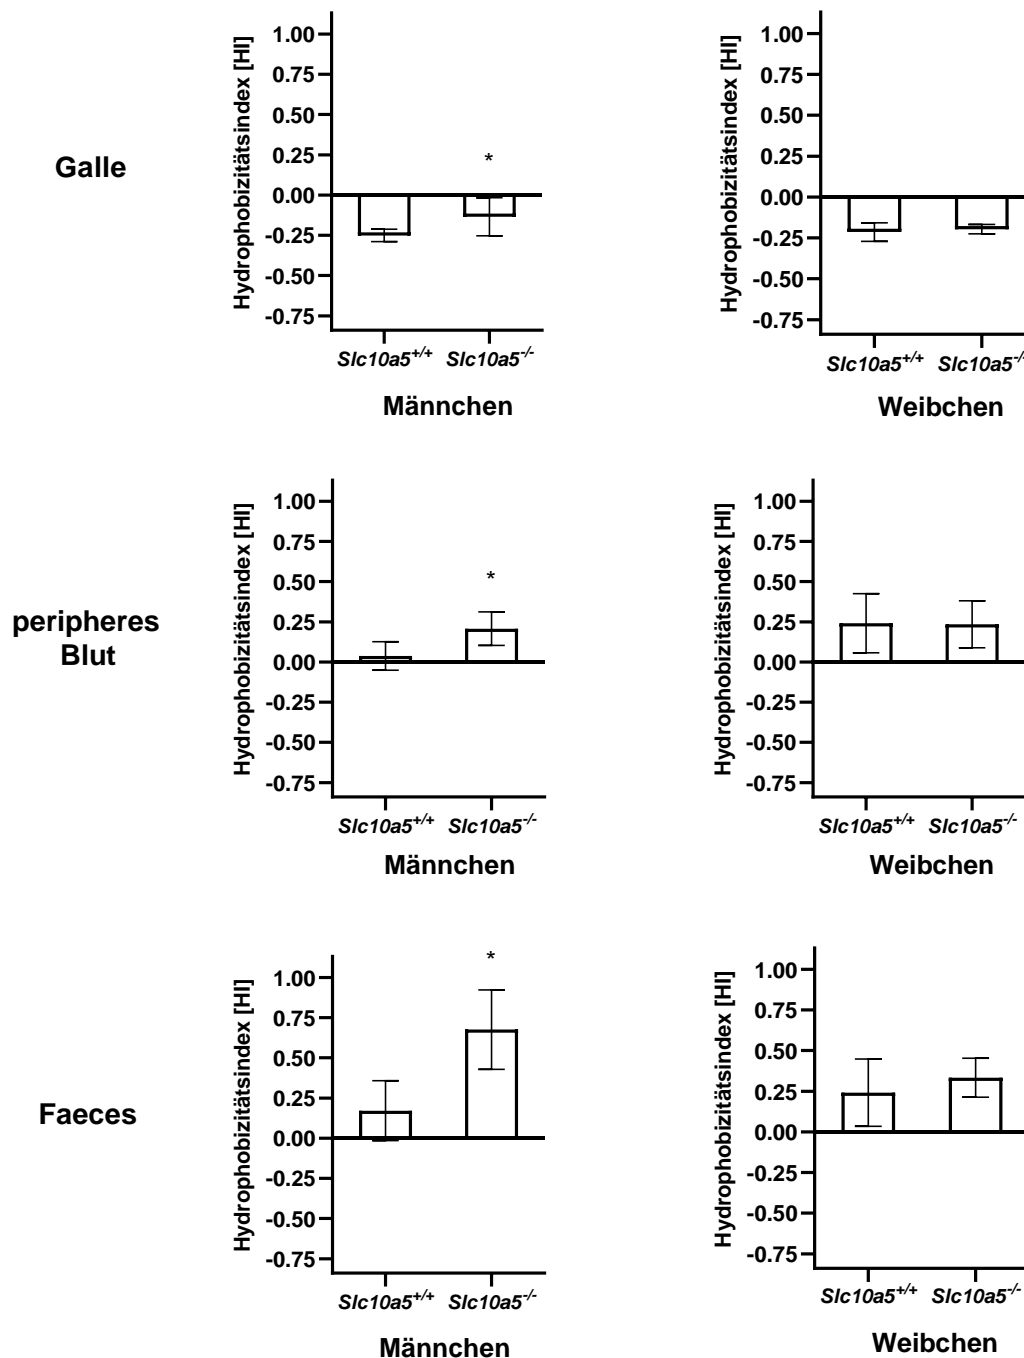 Galle
Hydrophobizitätsindex [HI]
1.00
0.75
0.50
0.25
0.00
-0.25
-0.50
-0.75
*
Slc10a5+/+ Slc10a5-/-
Männchen
Hydrophobizitätsindex [HI]
1.00
0.75
0.50
0.25
0.00
-0.25
-0.50
-0.75
Slc10a5+/+ Slc10a5-/-
Weibchen
peripheres
Blut
Hydrophobizitätsindex [HI]
1.00
0.75
0.50
0.25
0.00
-0.25
-0.50
-0.75
*
Slc10a5+/+ Slc10a5-/-
Männchen
Hydrophobizitätsindex [HI]
1.00
0.75
0.50
0.25
0.00
-0.25
-0.50
-0.75
Slc10a5+/+ Slc10a5-/-
Weibchen
Faeces
Hydrophobizitätsindex [HI]
1.00
0.75
0.50
0.25
0.00
-0.25
-0.50
-0.75
*
Slc10a5+/+ Slc10a5-/-
Männchen
Hydrophobizitätsindex [HI]
1.00
0.75
0.50
0.25
0.00
-0.25
-0.50
-0.75
Slc10a5+/+ Slc10a5-/-
Weibchen